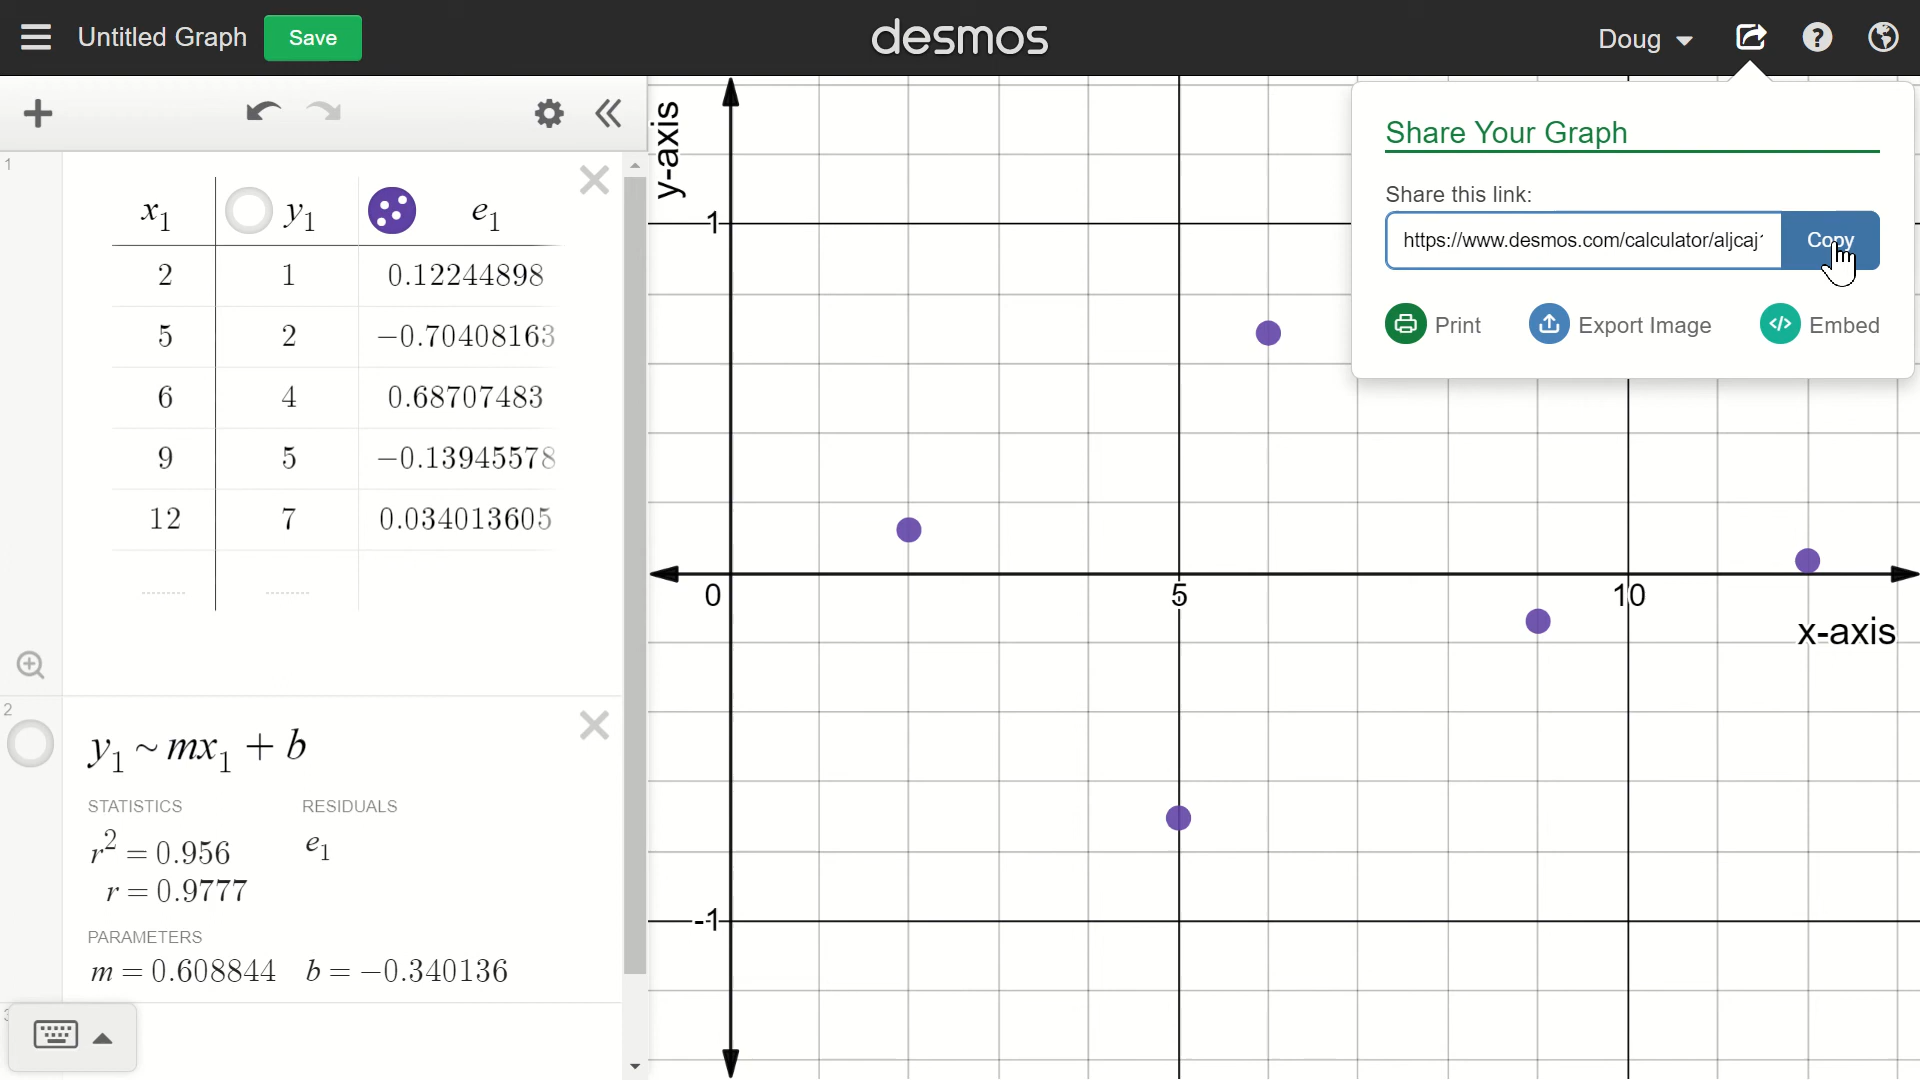 Untitled Graph Save desmos Doug ?
Share Your Graph
Share this link:
https://www.desmos.com/calculator/aljcaj Copy
Print Export Image Embed
1
x₁ y₁ e₁
2 1 0.12244898
5 2 −0.70408163
6 4 0.68707483
9 5 −0.13945578
12 7 0.034013605
2
y₁ ~ mx₁ + b
STATISTICS RESIDUALS
r² = 0.956 e₁
r = 0.9777
PARAMETERS
m = 0.608844 b = −0.340136
y-axis
1
0 5 10
x-axis
-1